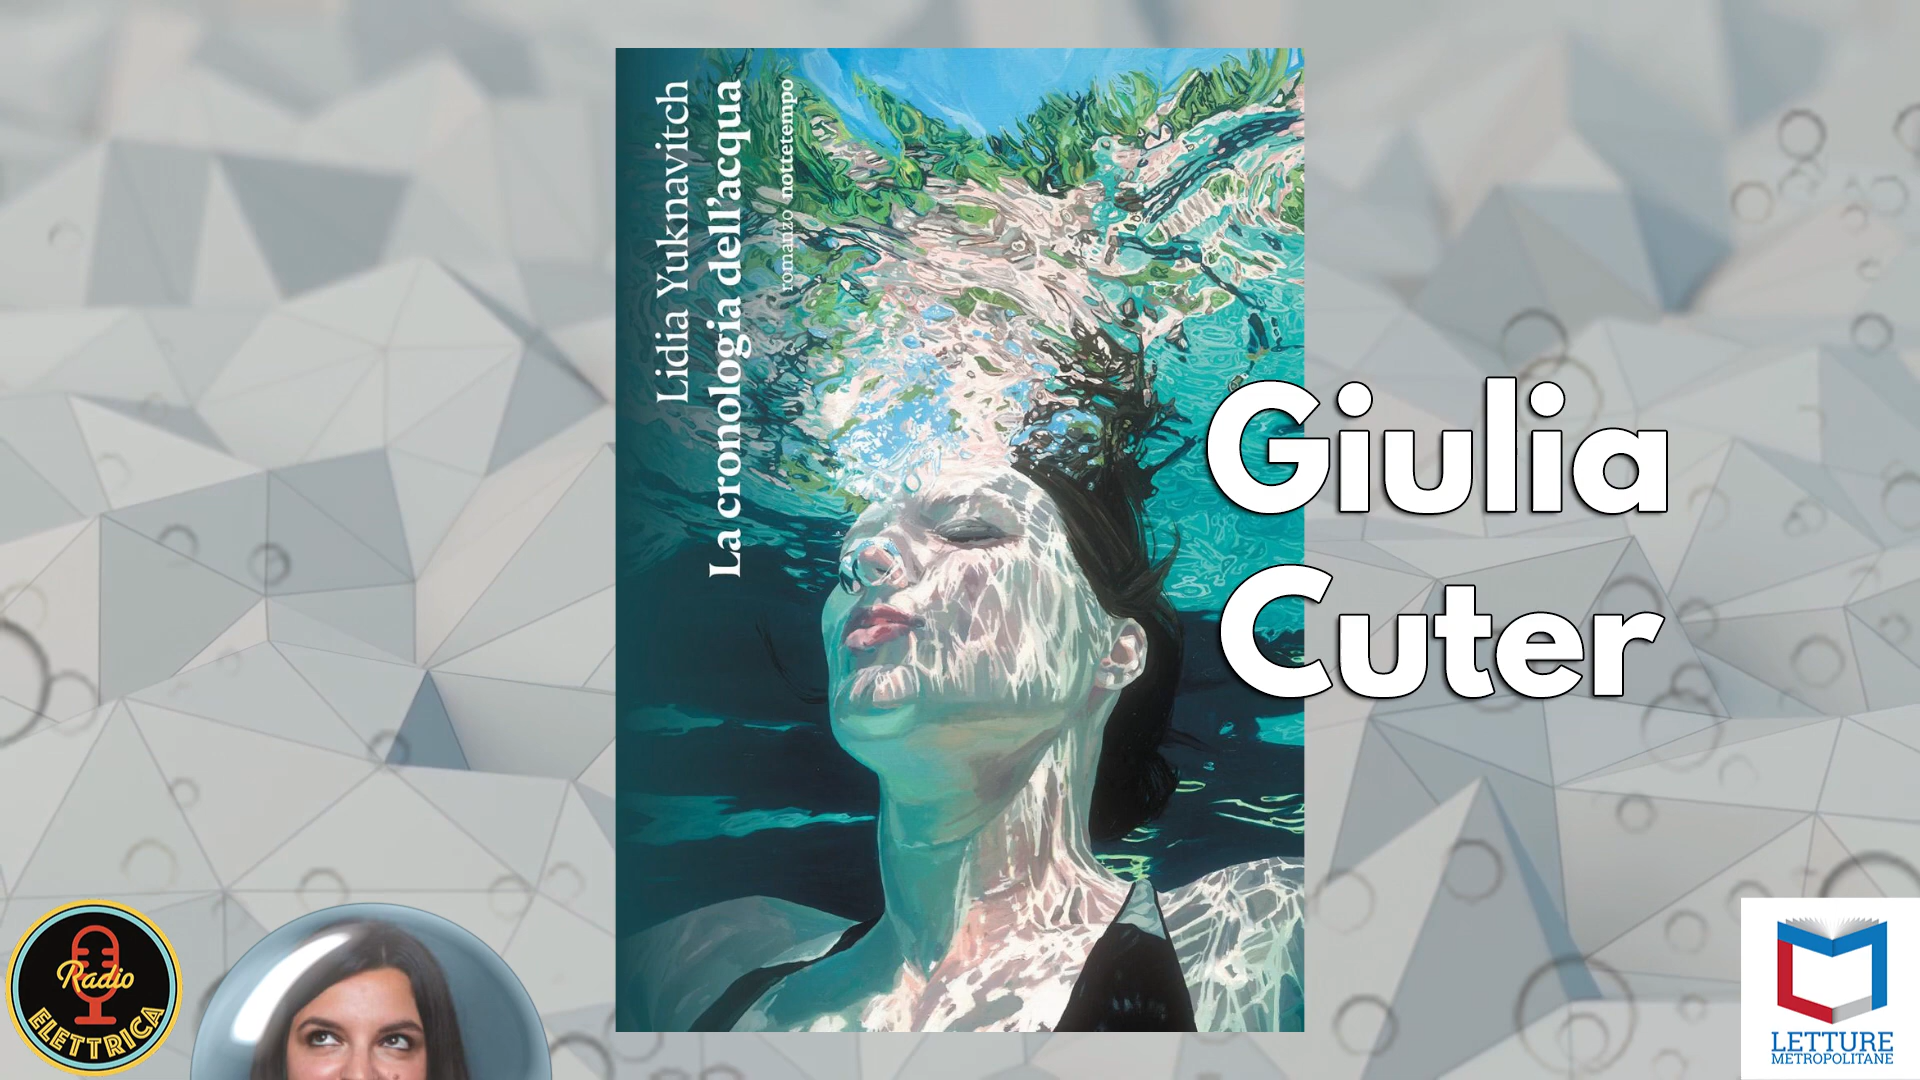 Lidia Yuknavitch
La cronologia dell'acqua
romanzo nottetempo
Giulia
Cuter
Radio
ELETTRICA
LETTURE
METROPOLITANE